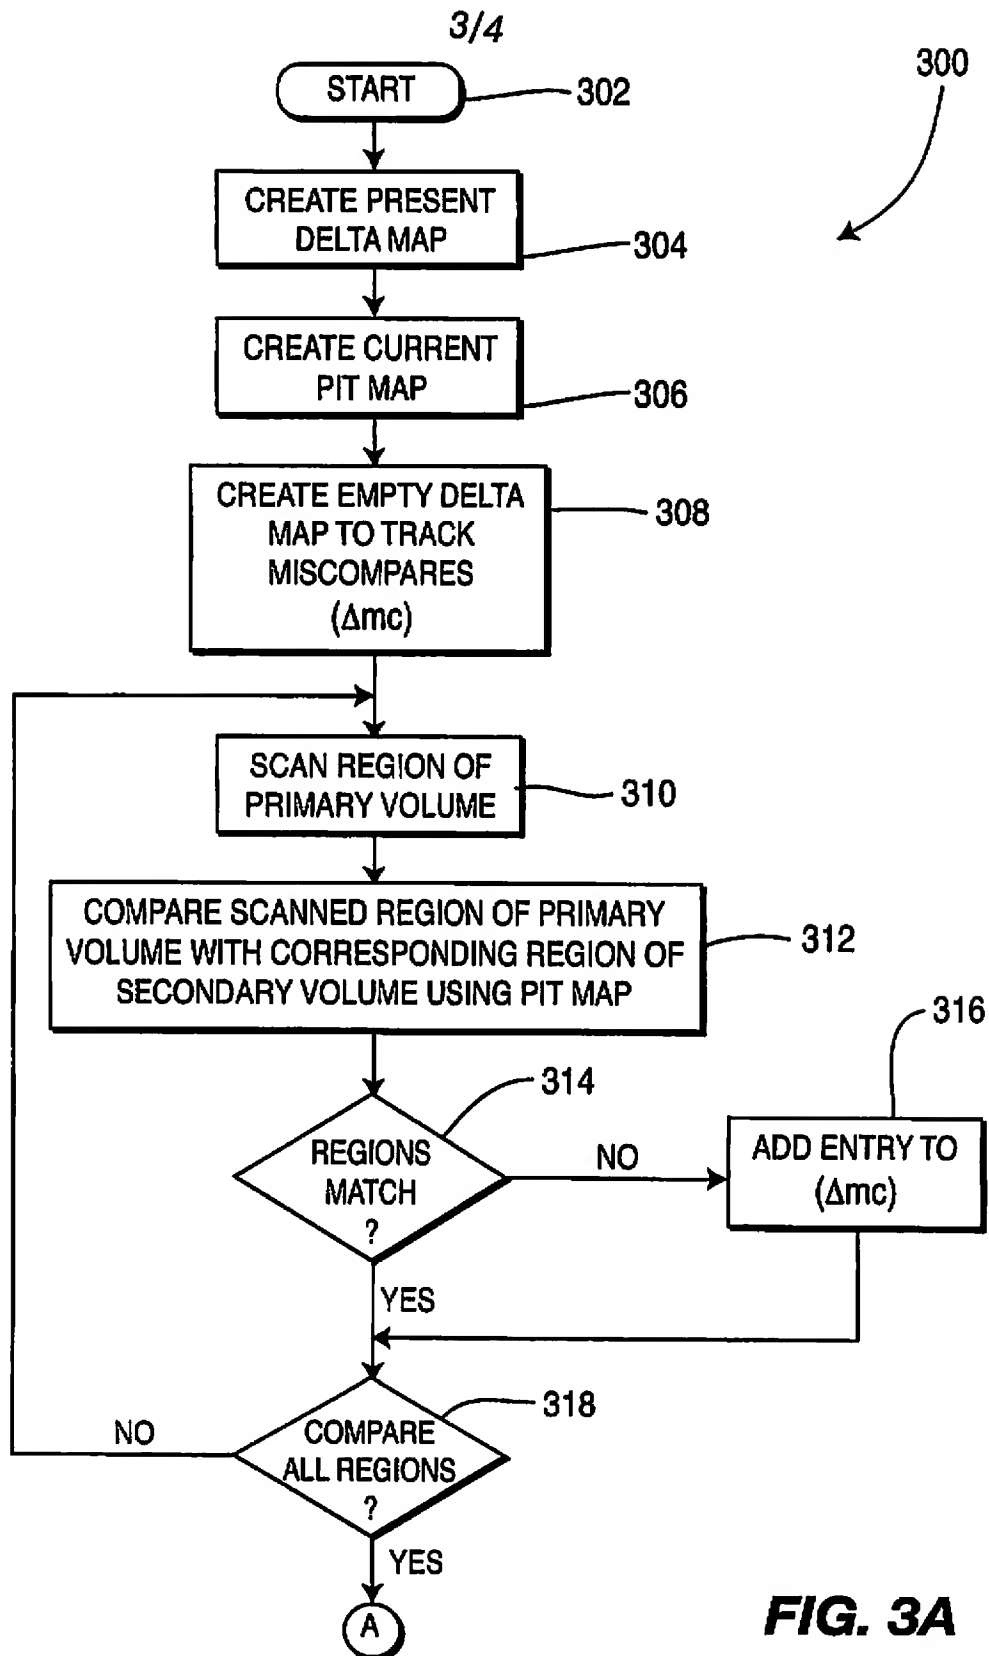 3/4
300
START
302
CREATE PRESENT
DELTA MAP
304
CREATE CURRENT
PIT MAP
306
CREATE EMPTY DELTA
MAP TO TRACK
MISCOMPARES
(Δmc)
308
SCAN REGION OF
PRIMARY VOLUME
310
COMPARE SCANNED REGION OF PRIMARY
VOLUME WITH CORRESPONDING REGION OF
SECONDARY VOLUME USING PIT MAP
312
314
REGIONS
MATCH
?
NO
316
ADD ENTRY TO
(Δmc)
YES
318
COMPARE
ALL REGIONS
?
NO
YES
A
FIG. 3A